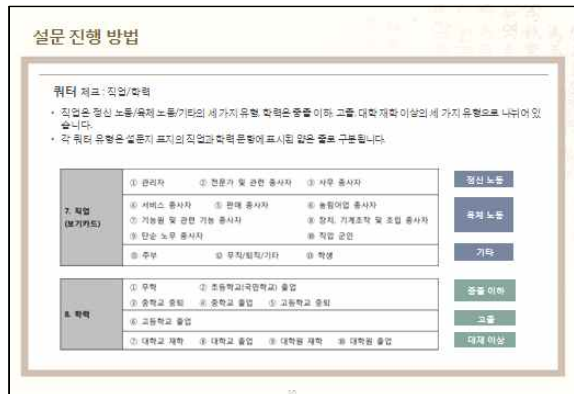 설문 진행 방법
쿼터 체크 : 직업/학력
• 직업은 정신 노동/육체 노동/기타의 세 가지 유형, 학력은 중졸 이하, 고졸, 대학 재학 이상의 세 가지 유형으로 나뉘어 있
습니다.
• 각 쿼터 유형은 설문지 표지의 직업과 학력 문항에 표시된 얇은 줄로 구분됩니다.
7. 직업
(보기카드)
① 관리자 ② 전문가 및 관련 종사자 ③ 사무 종사자
정신 노동
④ 서비스 종사자 ⑤ 판매 종사자 ⑥ 농림어업 종사자
⑦ 기능원 및 관련 기능 종사자 ⑧ 장치, 기계조작 및 조립 종사자
⑨ 단순 노무 종사자 ⑩ 직업 군인
육체 노동
⑪ 주부 ⑫ 무직/퇴직/기타 ⑬ 학생
기타
8. 학력
① 무학 ② 초등학교(국민학교) 졸업
③ 중학교 중퇴 ④ 중학교 졸업 ⑤ 고등학교 중퇴
중졸 이하
⑥ 고등학교 졸업
고졸
⑦ 대학교 재학 ⑧ 대학교 졸업 ⑨ 대학원 재학 ⑩ 대학원 졸업
대재 이상